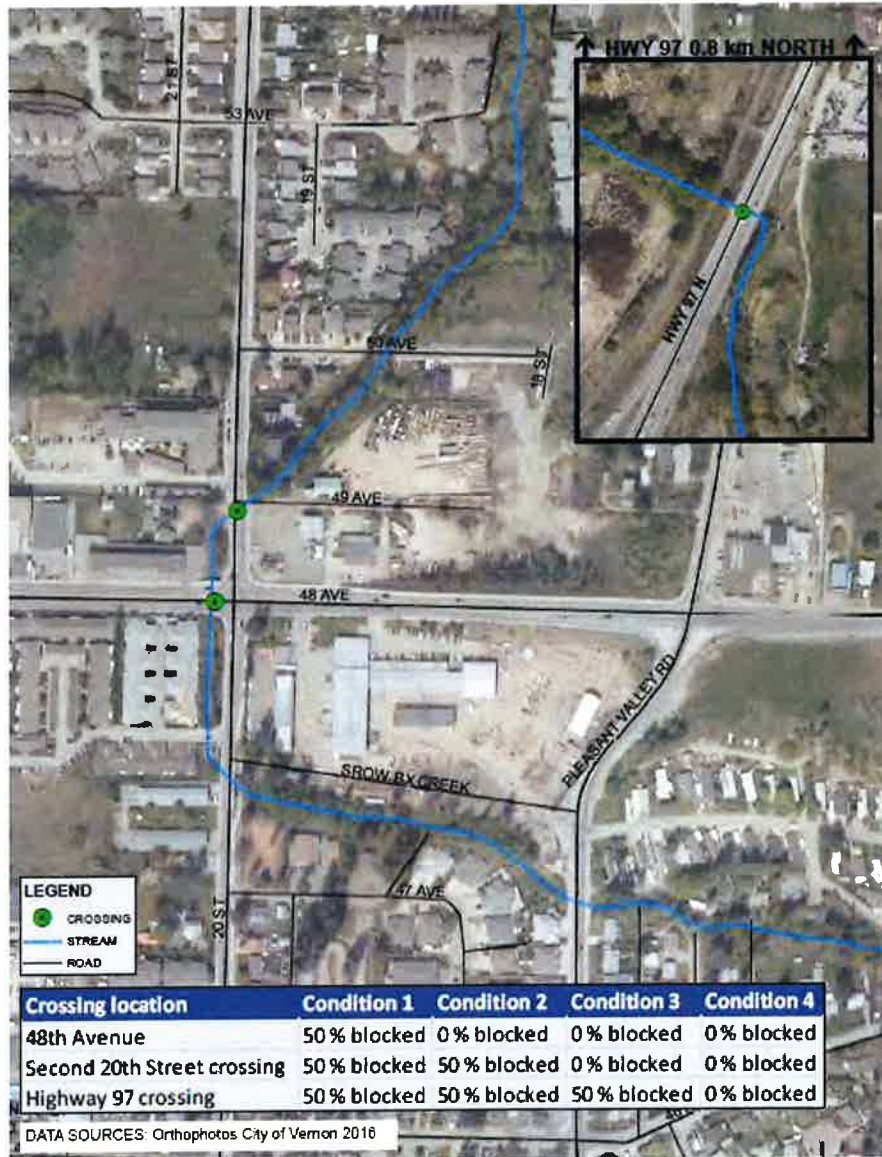 ↑ HWY 97 0.8 km NORTH ↑
21 ST
53 AVE
19 ST
HWY 97 N
50 AVE
18 ST
49 AVE
48 AVE
PLEASANT VALLEY RD
SROW BX CREEK
47 AVE
20 ST
LEGEND
CROSSING
STREAM
ROAD
Crossing location Condition 1 Condition 2 Condition 3 Condition 4
48th Avenue 50 % blocked 0 % blocked 0 % blocked 0 % blocked
Second 20th Street crossing 50 % blocked 50 % blocked 0 % blocked 0 % blocked
Highway 97 crossing 50 % blocked 50 % blocked 50 % blocked 0 % blocked
DATA SOURCES: Orthophotos City of Vernon 2016